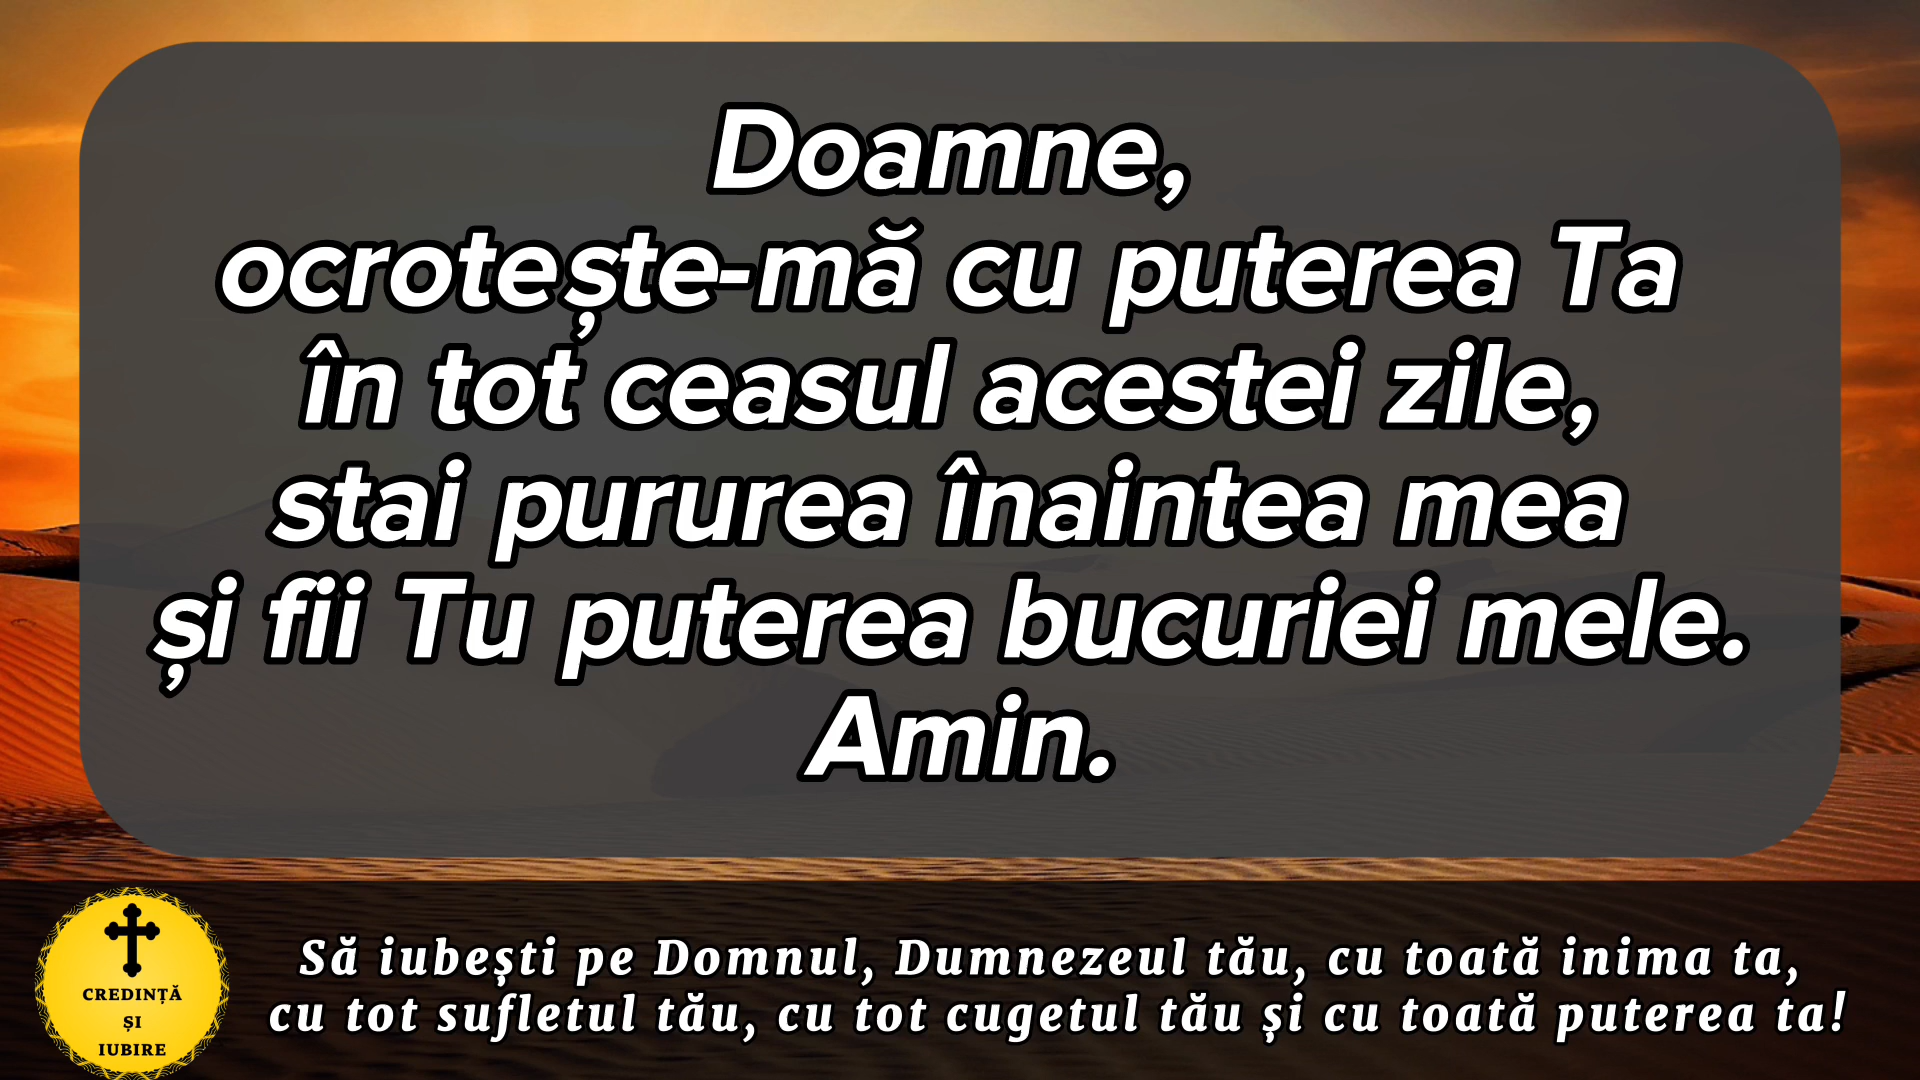 Doamne,
ocrotește-mă cu puterea Ta
în tot ceasul acestei zile,
stai pururea înaintea mea
și fii Tu puterea bucuriei mele.
Amin.
CREDINȚĂ
ȘI
IUBIRE
Să iubești pe Domnul, Dumnezeul tău, cu toată inima ta,
cu tot sufletul tău, cu tot cugetul tău și cu toată puterea ta!